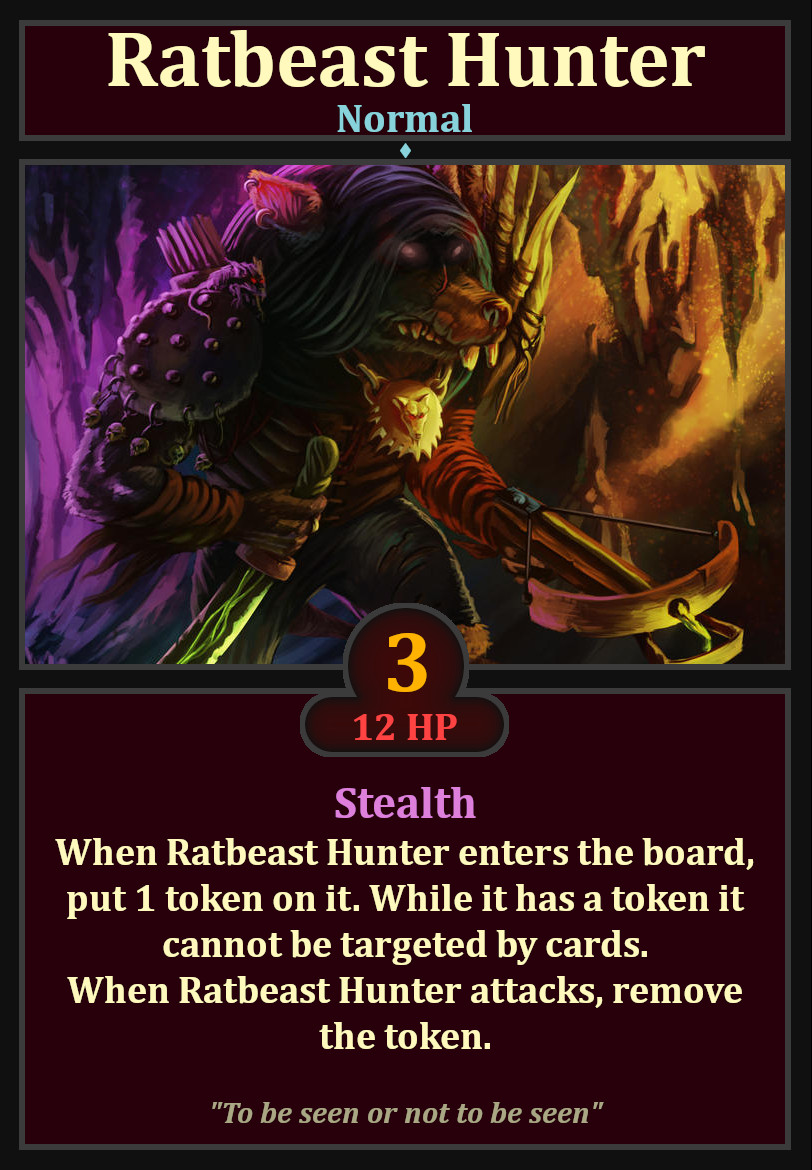 Ratbeast Hunter
Normal
3
12 HP
Stealth
When Ratbeast Hunter enters the board,
put 1 token on it. While it has a token it
cannot be targeted by cards.
When Ratbeast Hunter attacks, remove
the token.
"To be seen or not to be seen"